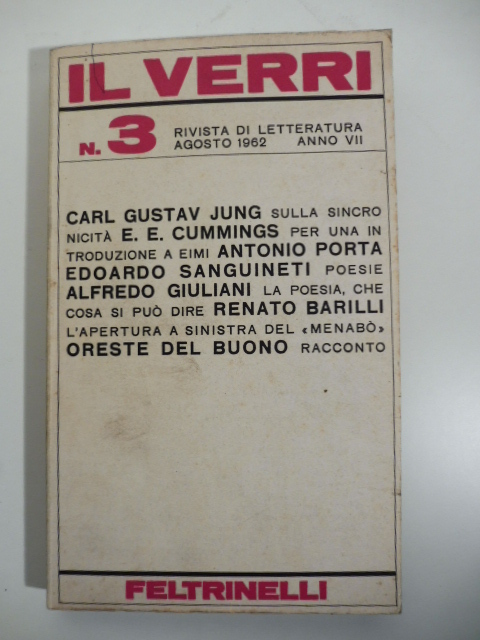 IL VERRI
N. 3 RIVISTA DI LETTERATURA
AGOSTO 1962 ANNO VII
CARL GUSTAV JUNG SULLA SINCRO
NICITÀ E. E. CUMMINGS PER UNA IN
TRODUZIONE A EIMI ANTONIO PORTA
EDOARDO SANGUINETI POESIE
ALFREDO GIULIANI LA POESIA, CHE
COSA SI PUÒ DIRE RENATO BARILLI
L'APERTURA A SINISTRA DEL «MENABÒ»
ORESTE DEL BUONO RACCONTO
FELTRINELLI